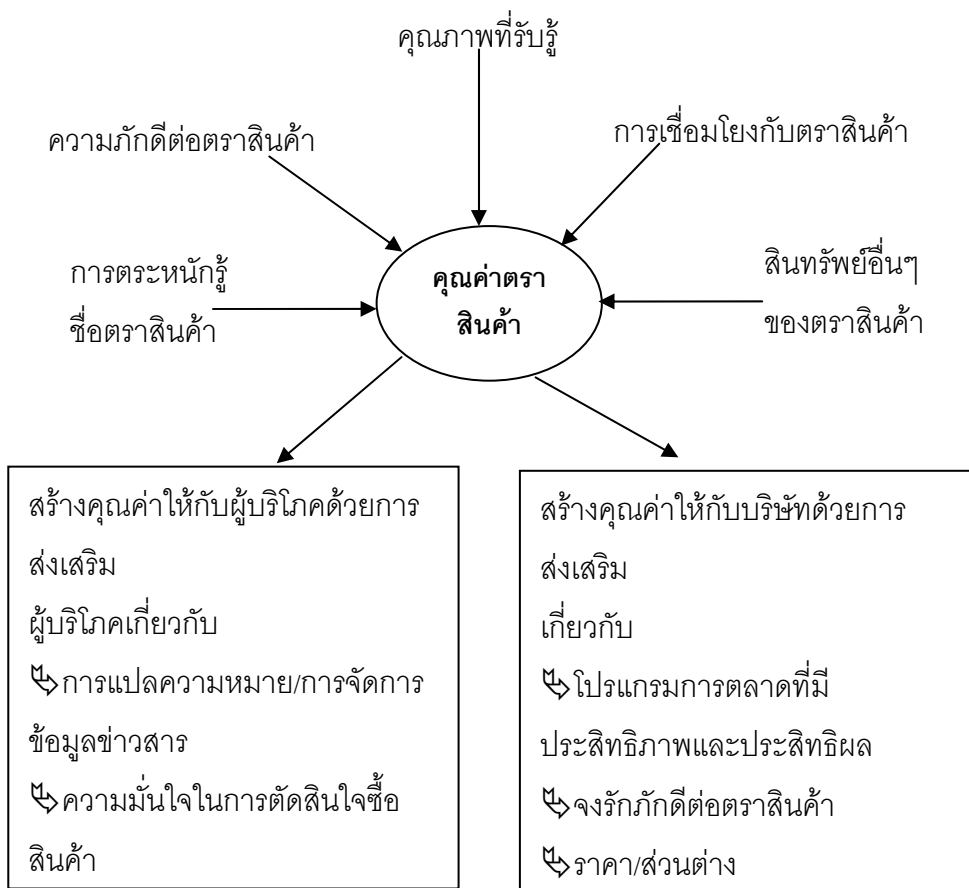 คุณภาพที่รับรู้
ความภักดีต่อตราสินค้า
การเชื่อมโยงกับตราสินค้า
การตระหนักรู้
ชื่อตราสินค้า
คุณค่าตรา
สินค้า
สินทรัพย์อื่นๆ
ของตราสินค้า
สร้างคุณค่าให้กับผู้บริโภคด้วยการ
ส่งเสริม
ผู้บริโภคเกี่ยวกับ
การแปลความหมาย/การจัดการ
ข้อมูลข่าวสาร
ความมั่นใจในการตัดสินใจซื้อ
สินค้า
สร้างคุณค่าให้กับบริษัทด้วยการ
ส่งเสริม
เกี่ยวกับ
โปรแกรมการตลาดที่มี
ประสิทธิภาพและประสิทธิผล
จงรักภักดีต่อตราสินค้า
ราคา/ส่วนต่าง